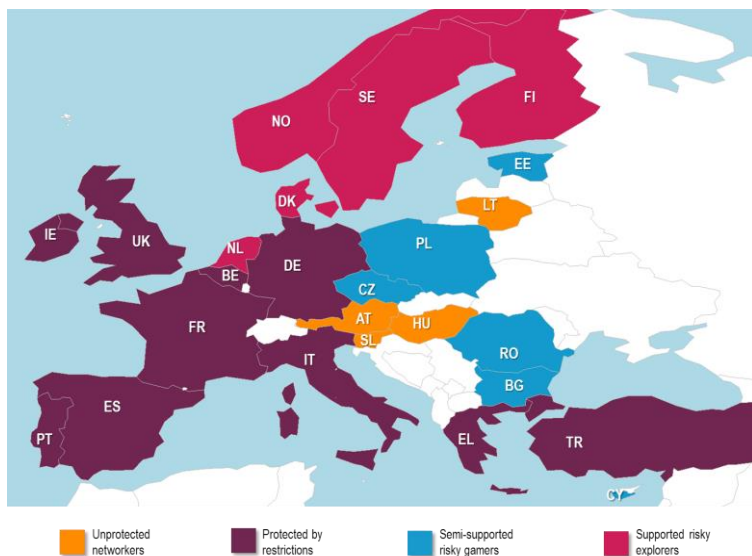 SE
FI
NO
EE
DK
LT
IE
UK
NL
PL
BE
DE
CZ
AT
HU
FR
SL
RO
IT
BG
ES
PT
EL
TR
CY
Unprotected
networkers
Protected by
restrictions
Semi-supported
risky gamers
Supported risky
explorers